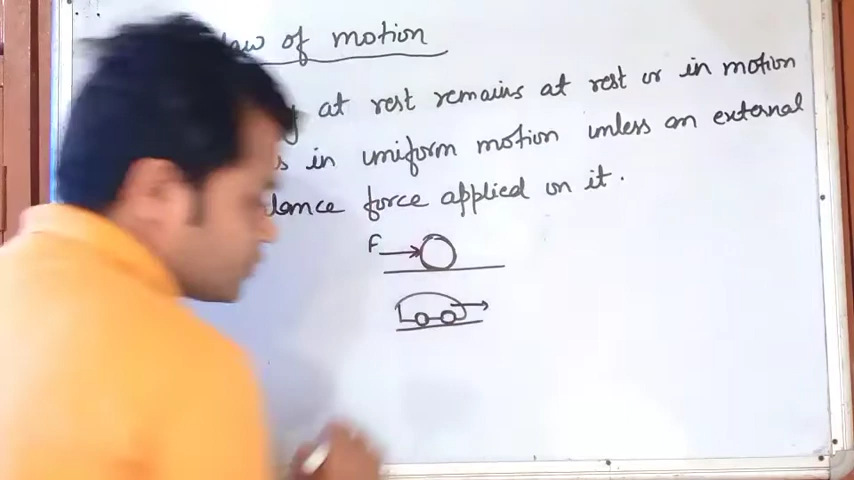 law of motion
at rest remains at rest or in motion
in uniform motion unless an external
force applied on it.
F